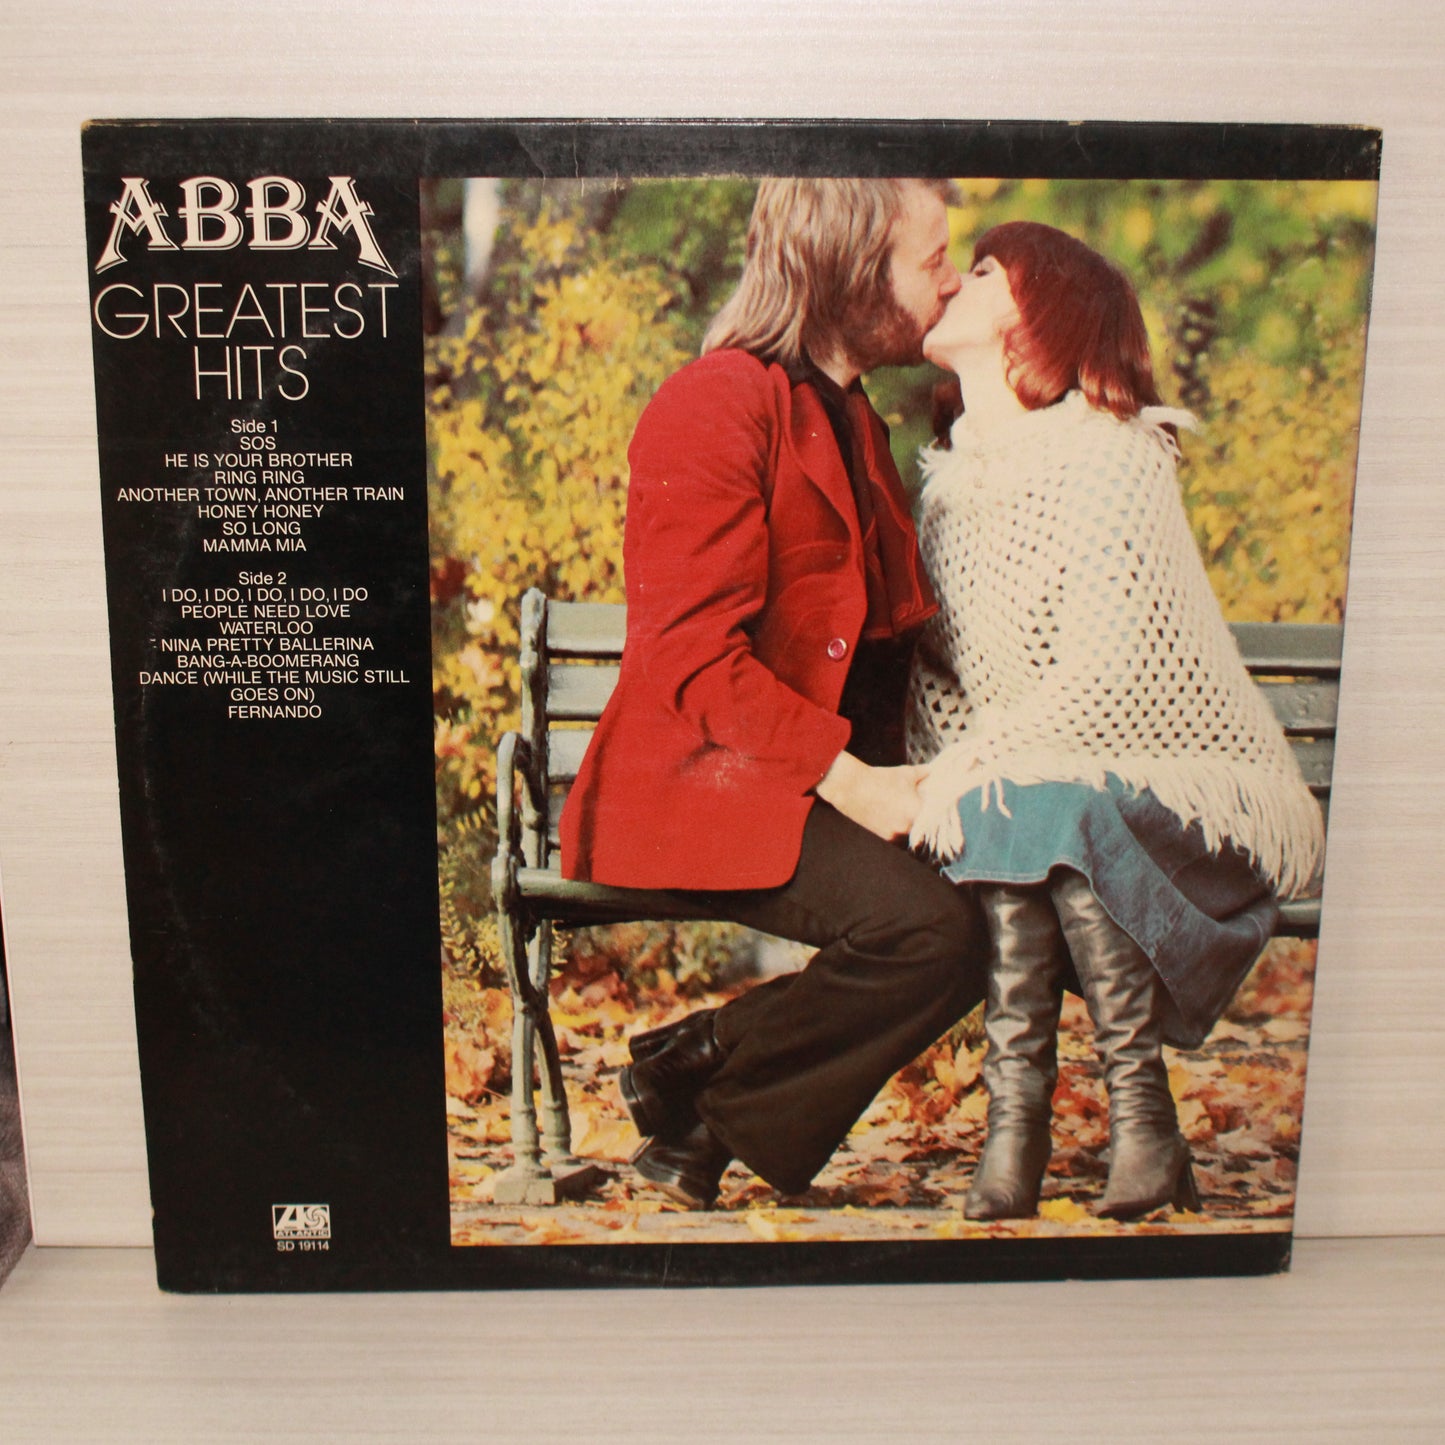 ABBA
GREATEST
HITS
Side 1
SOS
HE IS YOUR BROTHER
RING RING
ANOTHER TOWN, ANOTHER TRAIN
HONEY HONEY
SO LONG
MAMMA MIA
Side 2
I DO, I DO, I DO, I DO, I DO
PEOPLE NEED LOVE
WATERLOO
NINA PRETTY BALLERINA
BANG-A-BOOMERANG
DANCE (WHILE THE MUSIC STILL
GOES ON)
FERNANDO
ATLANTIC
SD 19114